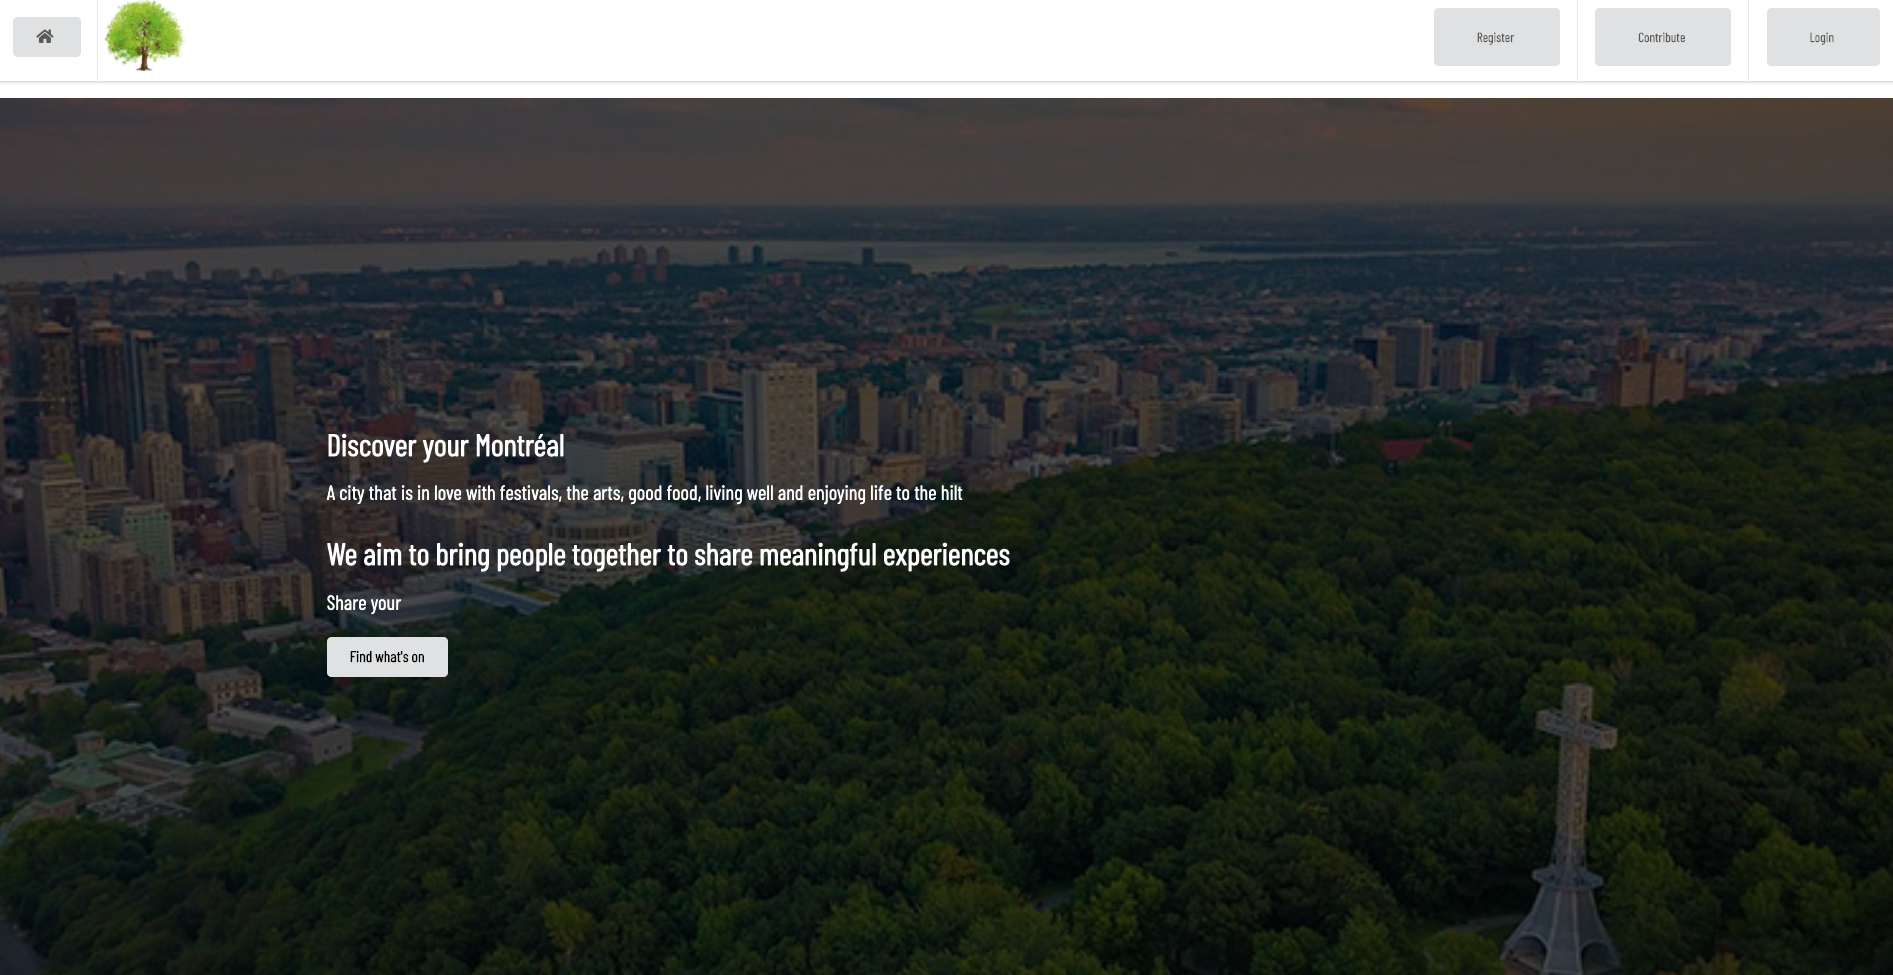 Register
Contribute
Login
Discover your Montréal
A city that is in love with festivals, the arts, good food, living well and enjoying life to the hilt
We aim to bring people together to share meaningful experiences
Share your
Find what's on